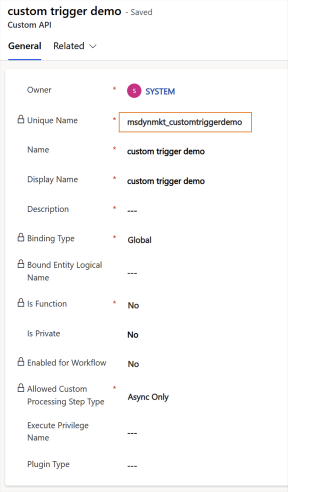 custom trigger demo - Saved
Custom API
General Related
Owner * S SYSTEM
Unique Name * msdynmkt_customtriggerdemo
Name * custom trigger demo
Display Name * custom trigger demo
Description * ---
Binding Type * Global
Bound Entity Logical
Name ---
Is Function * No
Is Private No
Enabled for Workflow No
Allowed Custom *
Processing Step Type Async Only
Execute Privilege
Name ---
Plugin Type ---